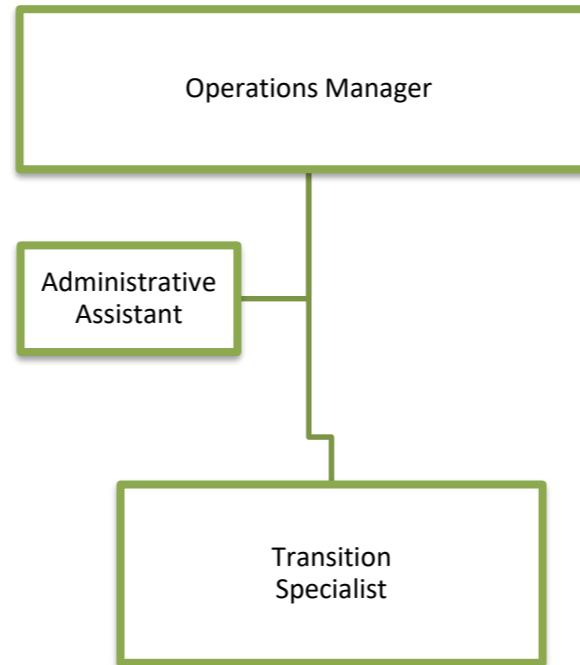 Operations Manager
Administrative
Assistant
Transition
Specialist